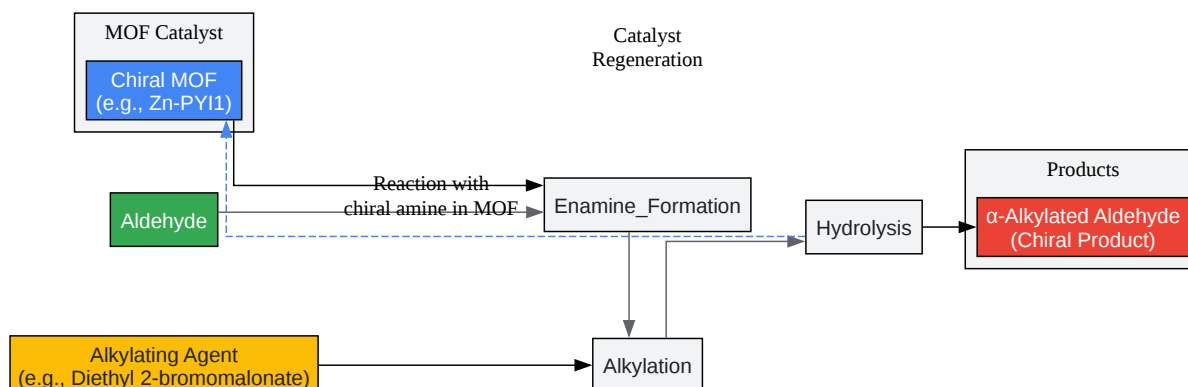 MOF Catalyst
Chiral MOF
(e.g., Zn-PYI1)
Catalyst
Regeneration
Reaction with
chiral amine in MOF
Aldehyde
Enamine_Formation
Hydrolysis
Products
α-Alkylated Aldehyde
(Chiral Product)
Alkylating Agent
(e.g., Diethyl 2-bromomalonate)
Alkylation